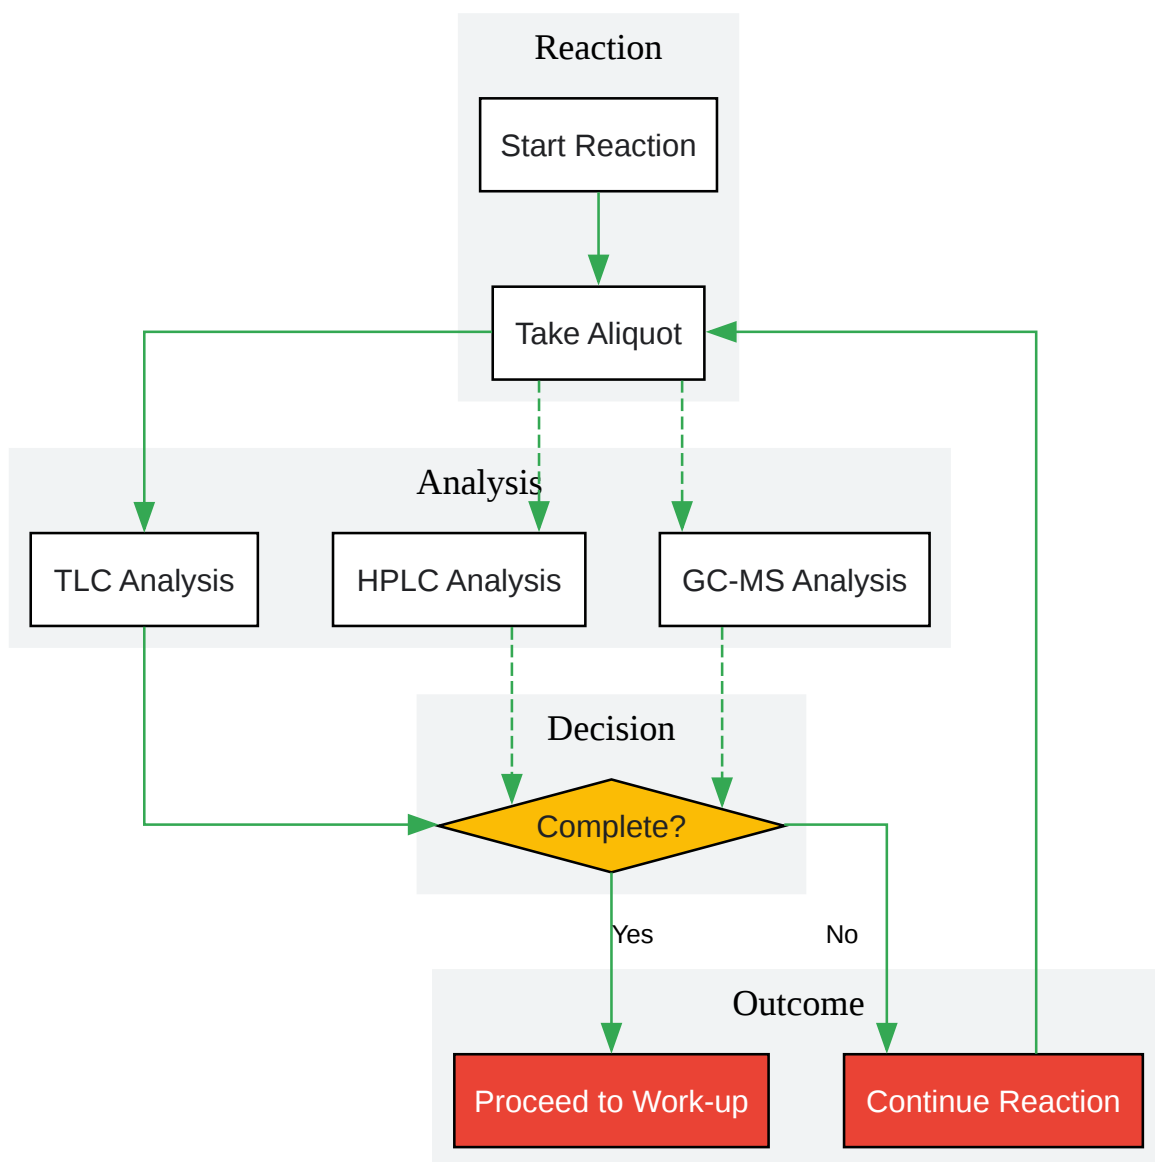 Reaction
Start Reaction
Take Aliquot
Analysis
TLC Analysis
HPLC Analysis
GC-MS Analysis
Decision
Complete?
Yes
No
Outcome
Proceed to Work-up
Continue Reaction